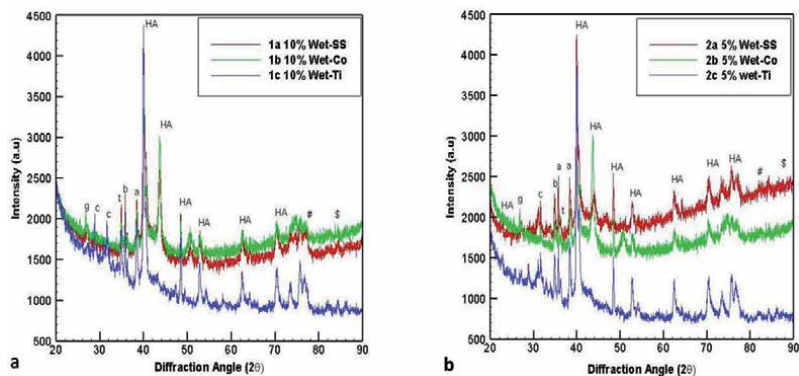 4500
4000
3500
3000
2500
2000
1500
1000
500
Intensity (a.u)
HA
1a 10% Wet-SS
1b 10% Wet-Co
1c 10% Wet-Ti
HA
g
c
c
t
b
a
HA
HA
HA
HA
#
$
20 30 40 50 60 70 80 90
Diffraction Angle (2θ)
a
4500
4000
3500
3000
2500
2000
1500
1000
500
Intensity (a.u)
HA
2a 5% Wet-SS
2b 5% Wet-Co
2c 5% wet-Ti
HA
HA
g
c
b
a
t
a
HA
HA
HA
HA
HA
#
$
20 30 40 50 60 70 80 90
Diffraction Angle (2θ)
b